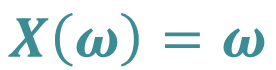 X(ω) = ω